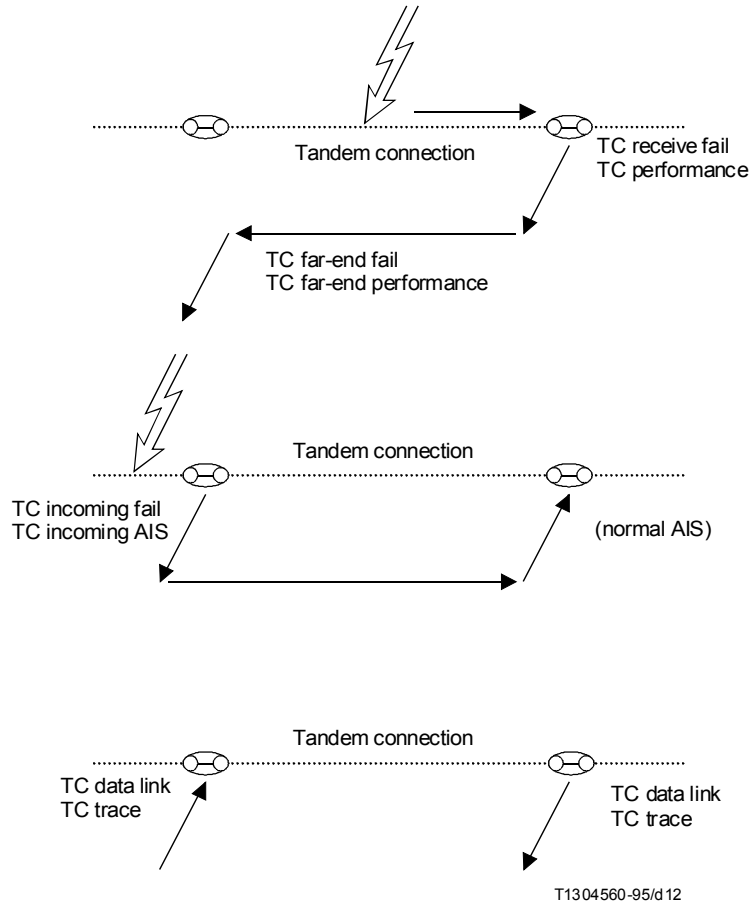 Tandem connection
TC receive fail
TC performance
TC far-end fail
TC far-end performance
Tandem connection
TC incoming fail
TC incoming AIS
(normal AIS)
Tandem connection
TC data link
TC trace
TC data link
TC trace
T1304560-95/d12